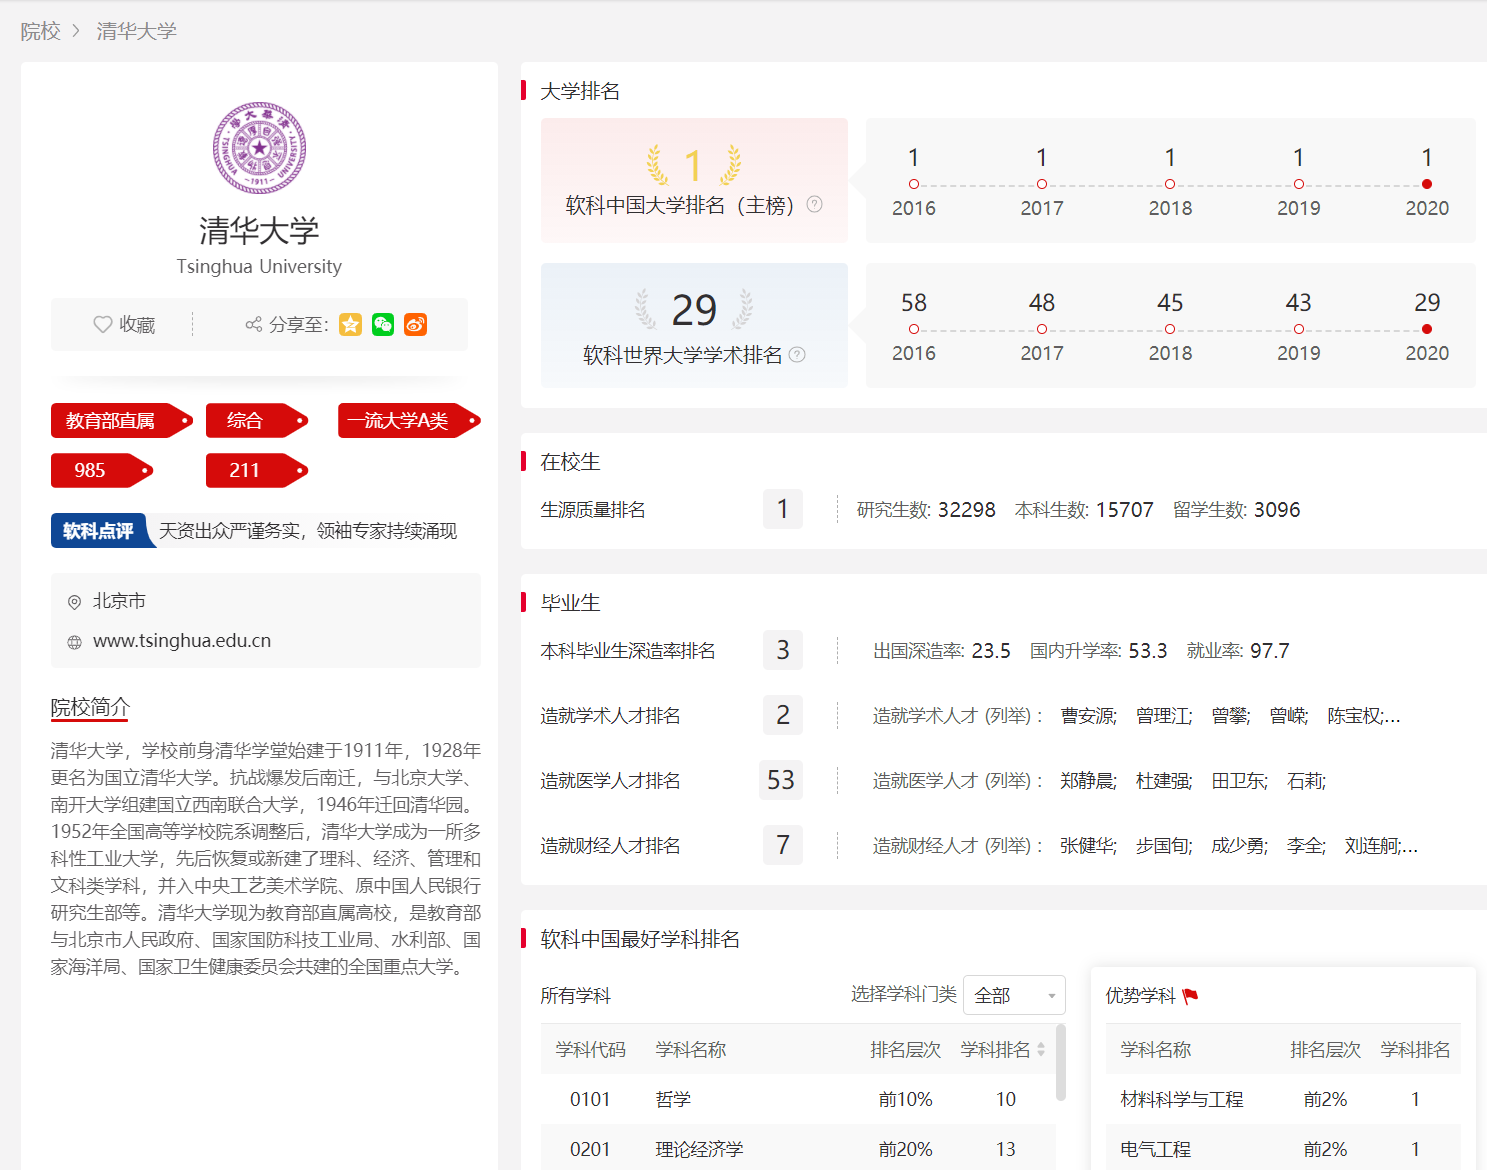 院校 > 清华大学
清华大学
Tsinghua University
收藏
分享至:
教育部直属
综合
一流大学A类
985
211
软科点评 天资出众严谨务实，领袖专家持续涌现
北京市
www.tsinghua.edu.cn
院校简介
清华大学，学校前身清华学堂始建于1911年，1928年
更名为国立清华大学。抗战爆发后南迁，与北京大学、
南开大学组建国立西南联合大学，1946年迁回清华园。
1952年全国高等学校院系调整后，清华大学成为一所多
科性工业大学，先后恢复或新建了理科、经济、管理和
文科类学科，并入中央工艺美术学院、原中国人民银行
研究生部等。清华大学现为教育部直属高校，是教育部
与北京市人民政府、国家国防科技工业局、水利部、国
家海洋局、国家卫生健康委员会共建的全国重点大学。
大学排名
1
软科中国大学排名（主榜）
1 1 1 1 1
2016 2017 2018 2019 2020
29
软科世界大学学术排名
58 48 45 43 29
2016 2017 2018 2019 2020
在校生
生源质量排名 1 研究生数: 32298 本科生数: 15707 留学生数: 3096
毕业生
本科毕业生深造率排名 3 出国深造率: 23.5 国内升学率: 53.3 就业率: 97.7
造就学术人才排名 2 造就学术人才 (列举)： 曹安源; 曾理江; 曾攀; 曾嵘; 陈宝权;...
造就医学人才排名 53 造就医学人才 (列举)： 郑静晨; 杜建强; 田卫东; 石莉;
造就财经人才排名 7 造就财经人才 (列举)： 张健华; 步国旬; 成少勇; 李全; 刘连舸;...
软科中国最好学科排名
所有学科 选择学科门类 全部
学科代码 学科名称 排名层次 学科排名
0101 哲学 前10% 10
0201 理论经济学 前20% 13
优势学科
学科名称 排名层次 学科排名
材料科学与工程 前2% 1
电气工程 前2% 1